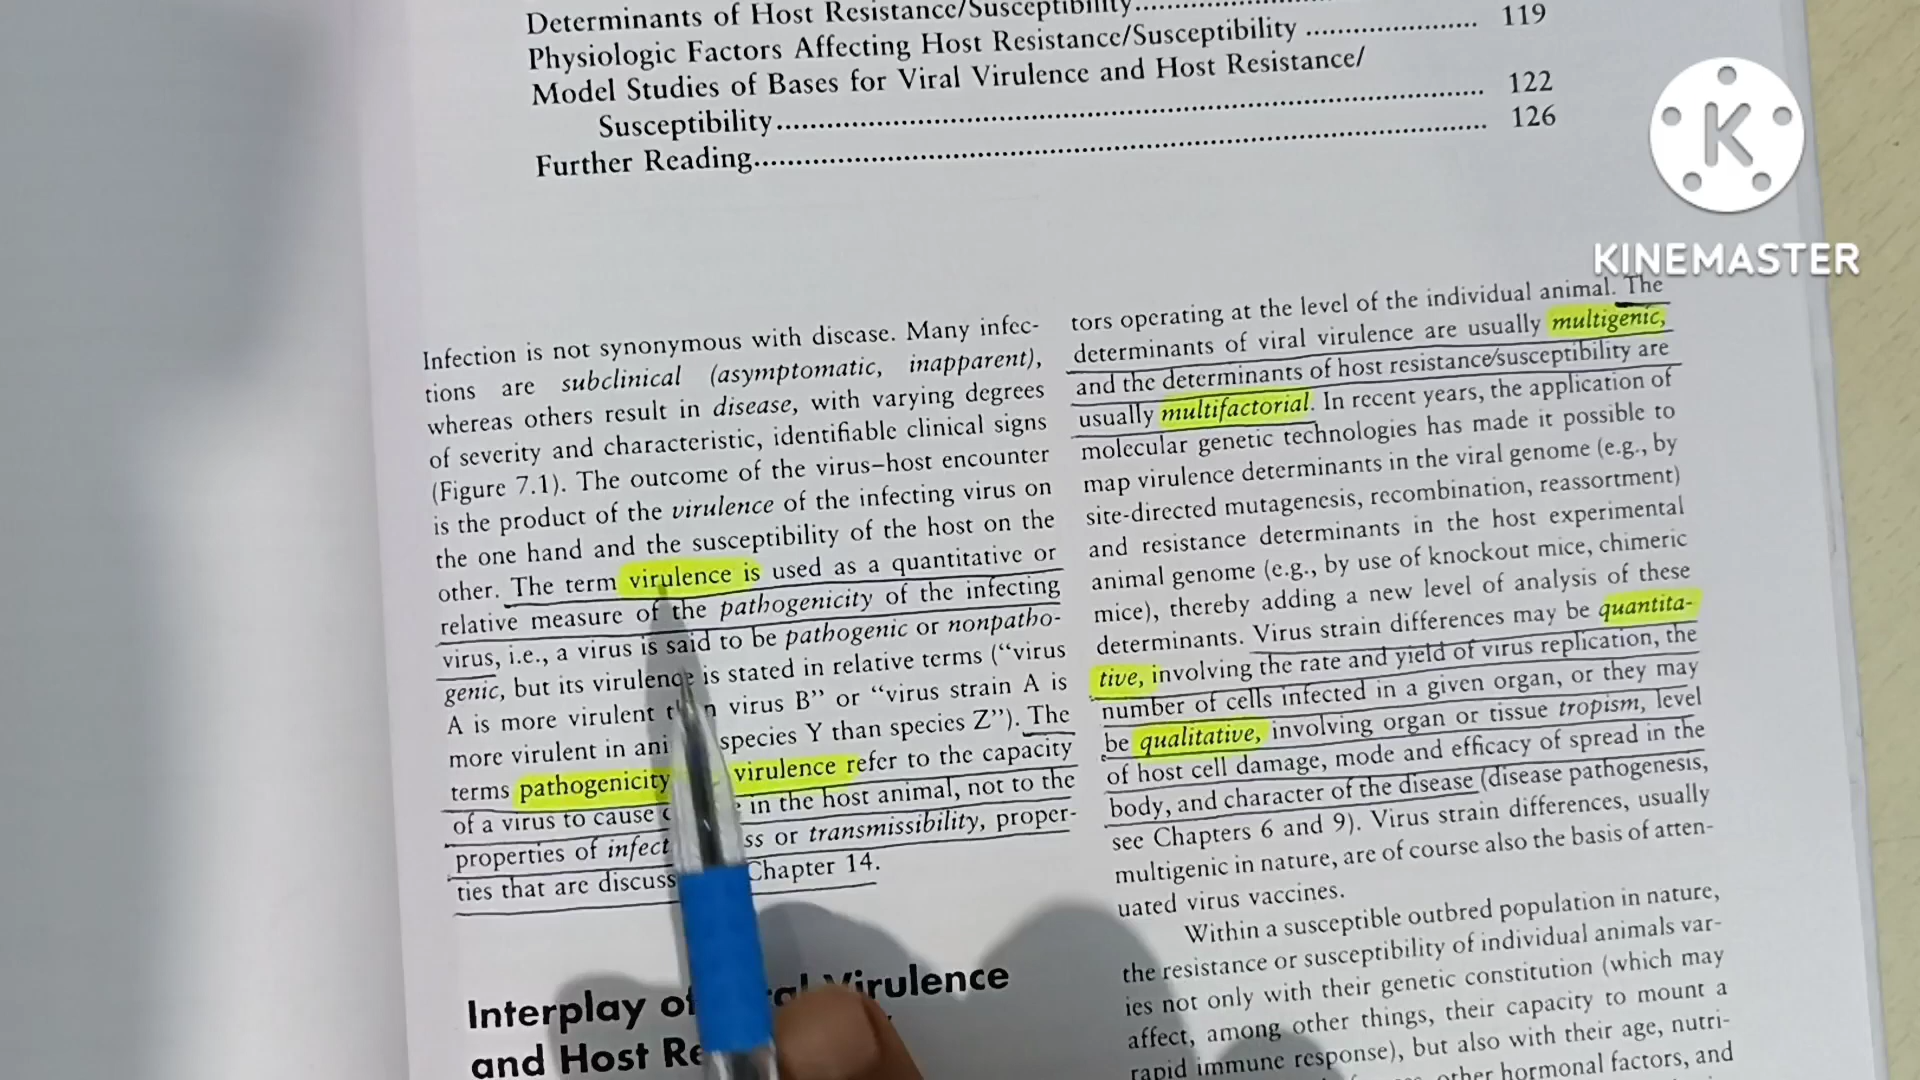 Determinants of Host Resistance/Susceptibility
Physiologic Factors Affecting Host Resistance/Susceptibility ........ 119
Model Studies of Bases for Viral Virulence and Host Resistance/
Susceptibility ........ 122
Further Reading ........ 126
K
KINEMASTER
Infection is not synonymous with disease. Many infec-
tions are subclinical (asymptomatic, inapparent),
whereas others result in disease, with varying degrees
of severity and characteristic, identifiable clinical signs
(Figure 7.1). The outcome of the virus–host encounter
is the product of the virulence of the infecting virus on
the one hand and the susceptibility of the host on the
other. The term virulence is used as a quantitative or
relative measure of the pathogenicity of the infecting
virus, i.e., a virus is said to be pathogenic or nonpatho-
genic, but its virulence is stated in relative terms (“virus
A is more virulent virus B” or “virus strain A is
more virulent in species Y than species Z”). The
terms pathogenicity virulence refer to the capacity
of a virus to cause in the host animal, not to the
properties of or transmissibility, proper-
ties that are Chapter 14.
Interplay of Virulence
and Host
tors operating at the level of the individual animal. The
determinants of viral virulence are usually multigenic,
and the determinants of host resistance/susceptibility are
usually multifactorial. In recent years, the application of
molecular genetic technologies has made it possible to
map virulence determinants in the viral genome (e.g., by
site-directed mutagenesis, recombination, reassortment)
and resistance determinants in the host experimental
animal genome (e.g., by use of knockout mice, chimeric
mice), thereby adding a new level of analysis of these
determinants. Virus strain differences may be quantita-
tive, involving the rate and yield of virus replication, the
number of cells infected in a given organ, or they may
be qualitative, involving organ or tissue tropism, level
of host cell damage, mode and efficacy of spread in the
body, and character of the disease (disease pathogenesis,
see Chapters 6 and 9). Virus strain differences, usually
multigenic in nature, are of course also the basis of atten-
uated virus vaccines.
Within a susceptible outbred population in nature,
the resistance or susceptibility of individual animals var-
ies not only with their genetic constitution (which may
affect, among other things, their capacity to mount a
rapid immune response), but also with their age, nutri-
other hormonal factors, and